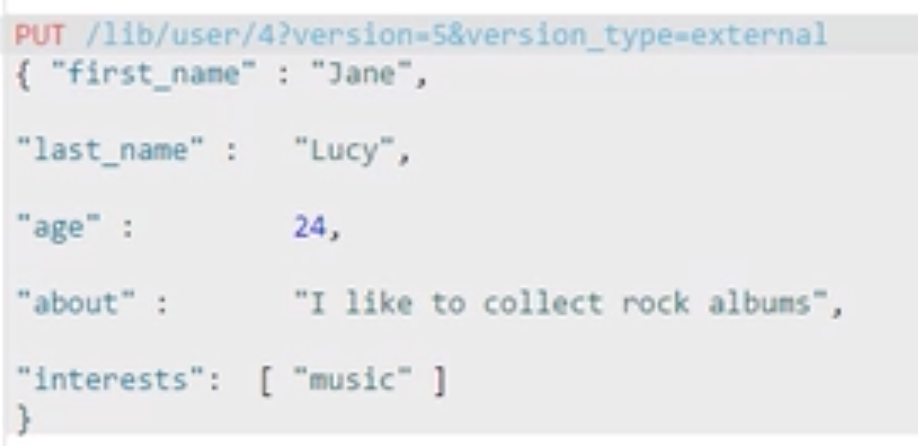 PUT /lib/user/4?version=5&version_type=external
{ "first_name" : "Jane",
"last_name" :   "Lucy",
"age" :         24,
"about" :       "I like to collect rock albums",
"interests":  [ "music" ]
}